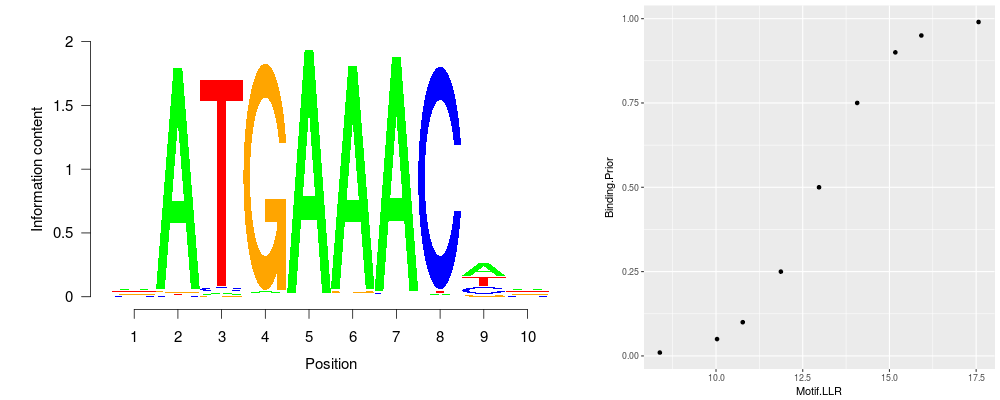 2
1.5
1
0.5
0
Information content
ATGAAAC
A
T
C
1 2 3 4 5 6 7 8 9 10
Position
1.00
0.75
0.50
0.25
0.00
Binding.Prior
10.0 12.5 15.0 17.5
Motif.LLR